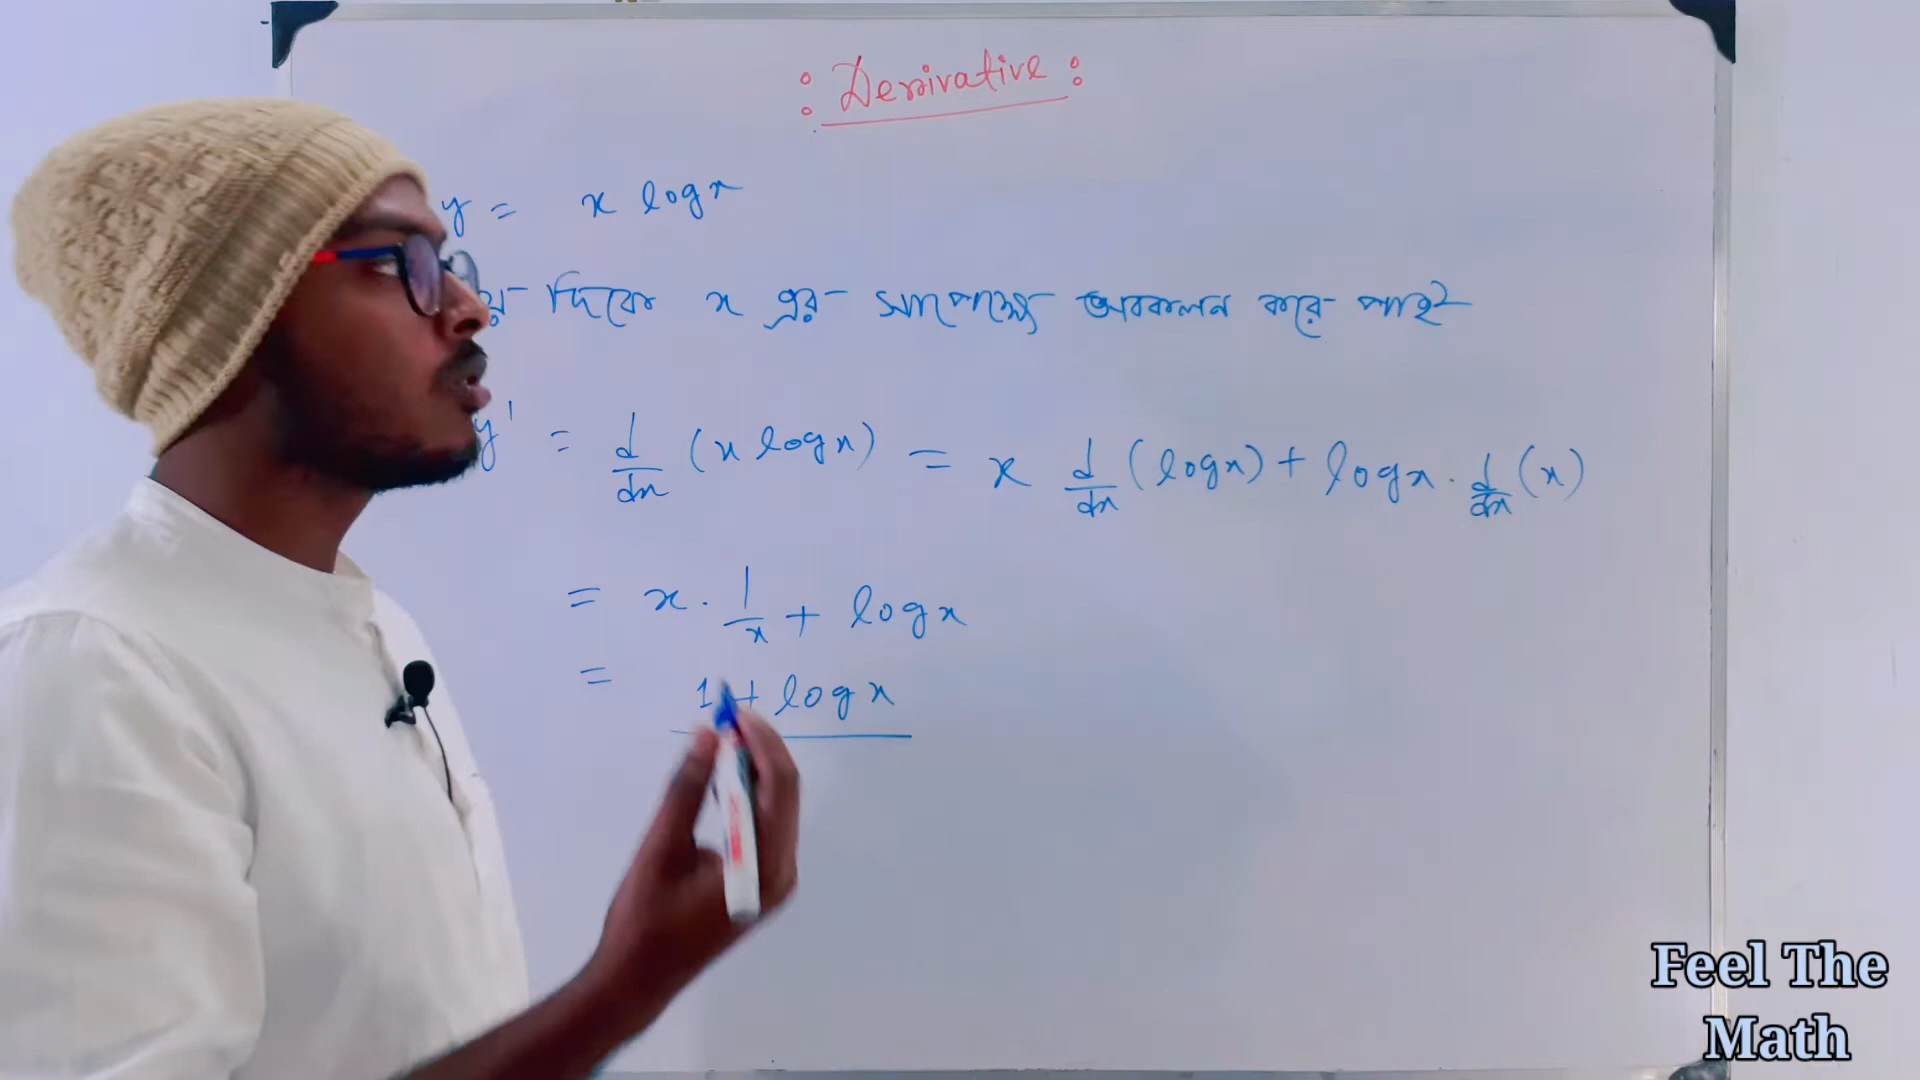 : Derivative :
y = x log x
দিকে x এর সাপেক্ষে অবকলন করে পাই
y' = d/dx (x log x) = x d/dx (log x) + log x . d/dx (x)
= x . 1/x + log x
= 1 + log x
Feel The
Math